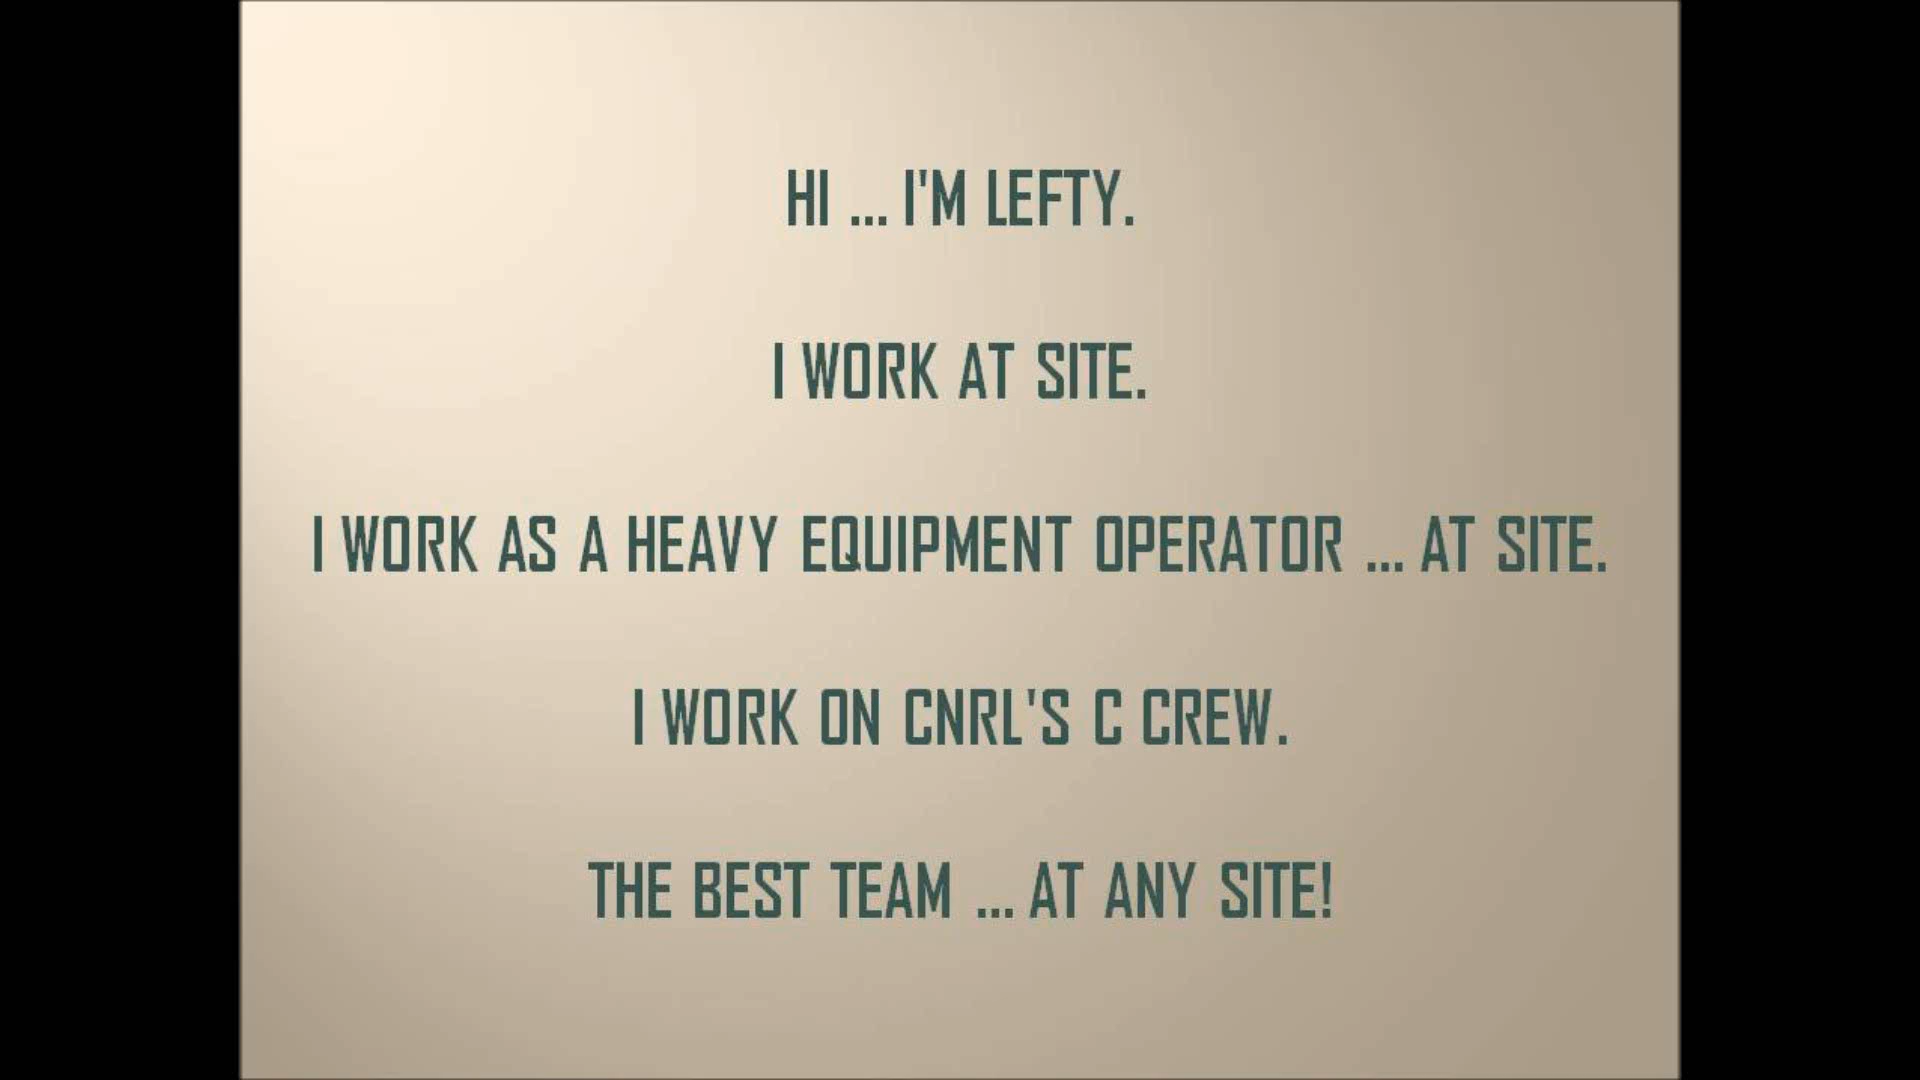 HI ... I'M LEFTY.
I WORK AT SITE.
I WORK AS A HEAVY EQUIPMENT OPERATOR ... AT SITE.
I WORK ON CNRL'S C CREW.
THE BEST TEAM ... AT ANY SITE!